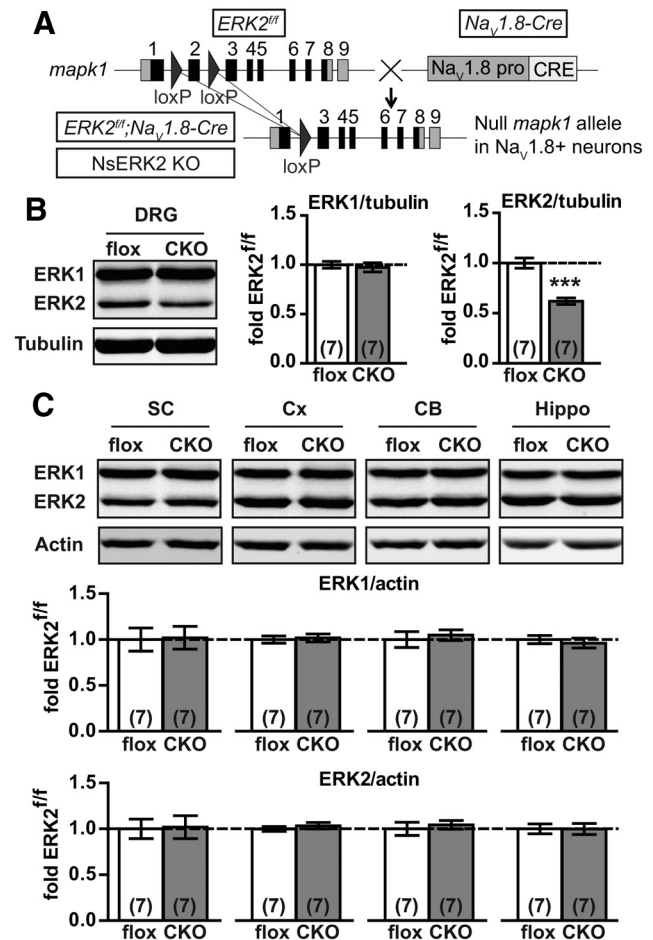 A
ERK2f/f
NaV1.8-Cre
1 2 3 45 6 7 8 9
mapk1
NaV1.8 pro CRE
loxP loxP
ERK2f/f;NaV1.8-Cre
NsERK2 KO
1 3 45 6 7 8 9
loxP
Null mapk1 allele
in NaV1.8+ neurons
B
DRG
flox CKO
ERK1
ERK2
Tubulin
ERK1/tubulin
fold ERK2f/f
1.5
1.0
0.5
0.0
(7) (7)
flox CKO
ERK2/tubulin
fold ERK2f/f
1.5
1.0
0.5
0.0
***
(7) (7)
flox CKO
C
SC Cx CB Hippo
flox CKO flox CKO flox CKO flox CKO
ERK1
ERK2
Actin
ERK1/actin
fold ERK2f/f
1.5
1.0
0.5
0.0
(7) (7) (7) (7) (7) (7) (7) (7)
flox CKO flox CKO flox CKO flox CKO
ERK2/actin
fold ERK2f/f
1.5
1.0
0.5
0.0
(7) (7) (7) (7) (7) (7) (7) (7)
flox CKO flox CKO flox CKO flox CKO